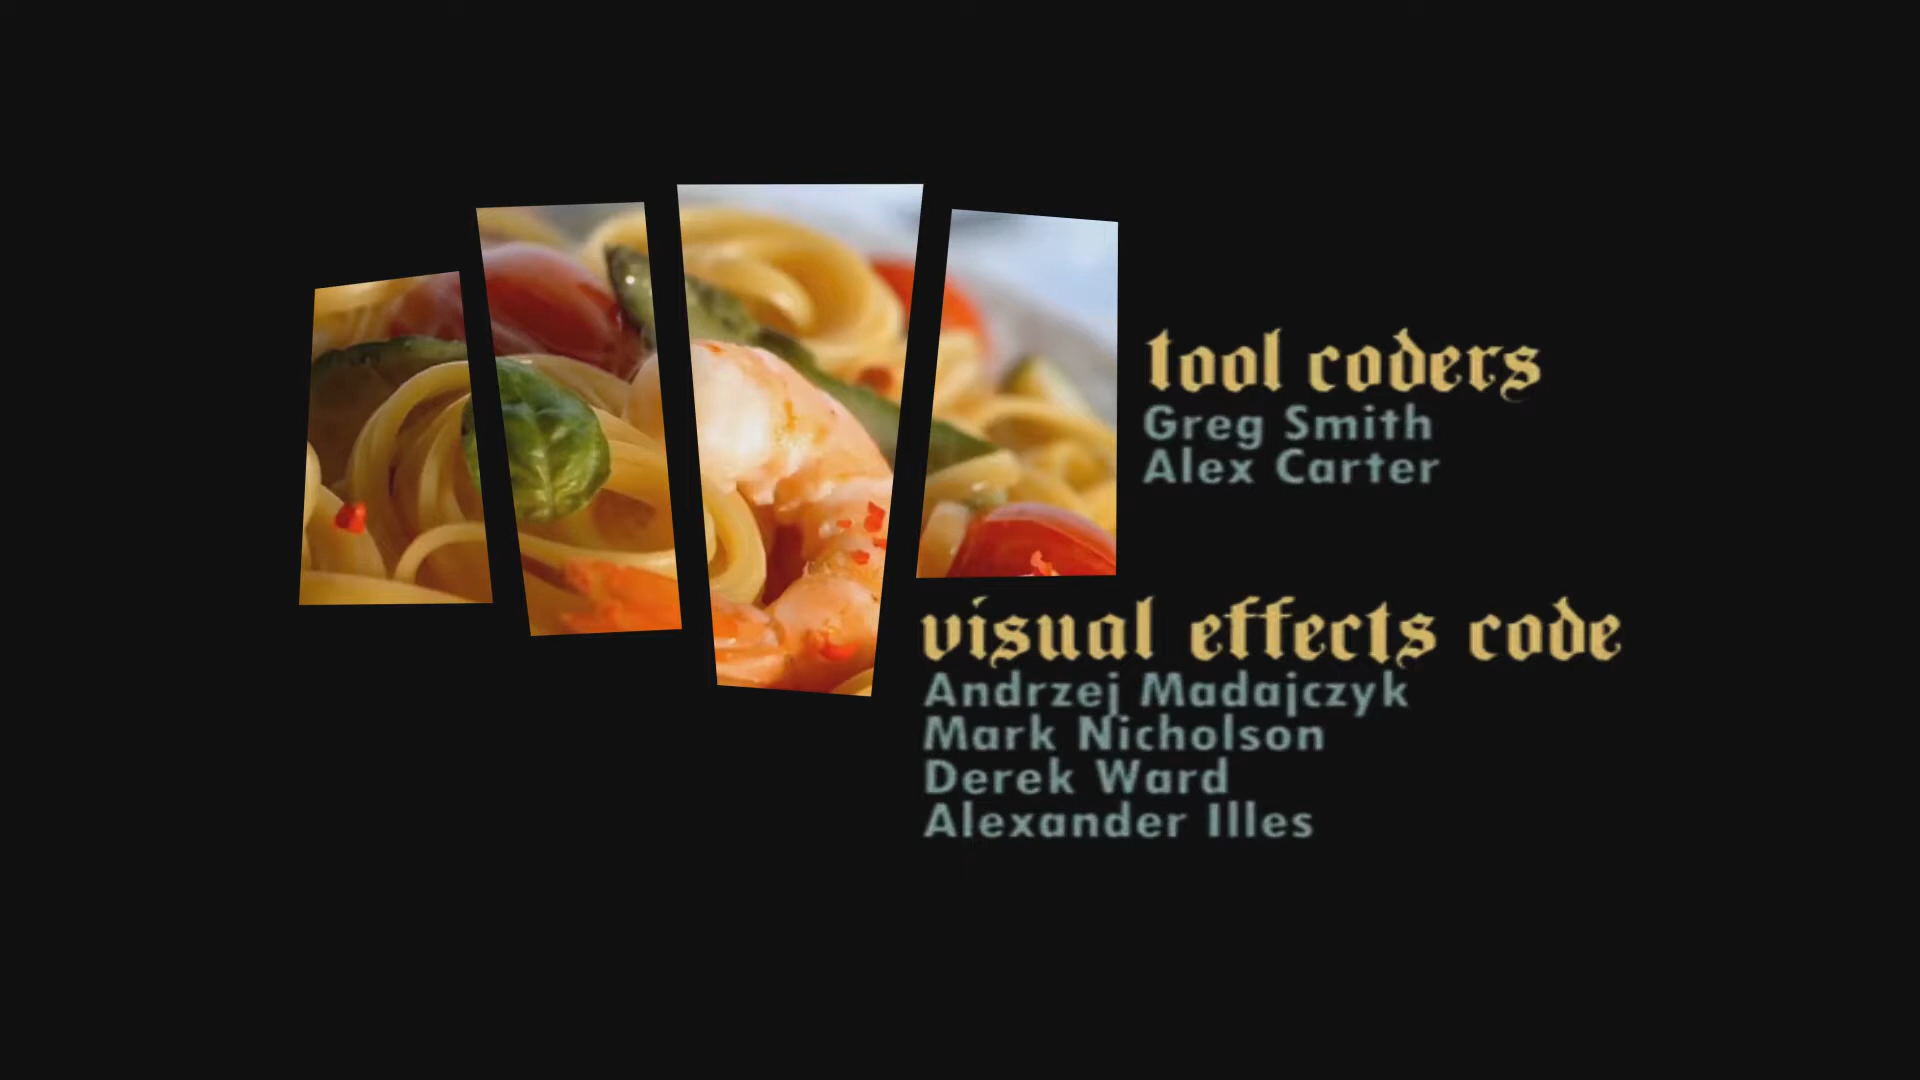 tool coders
Greg Smith
Alex Carter
visual effects code
Andrzej Madajczyk
Mark Nicholson
Derek Ward
Alexander Illes